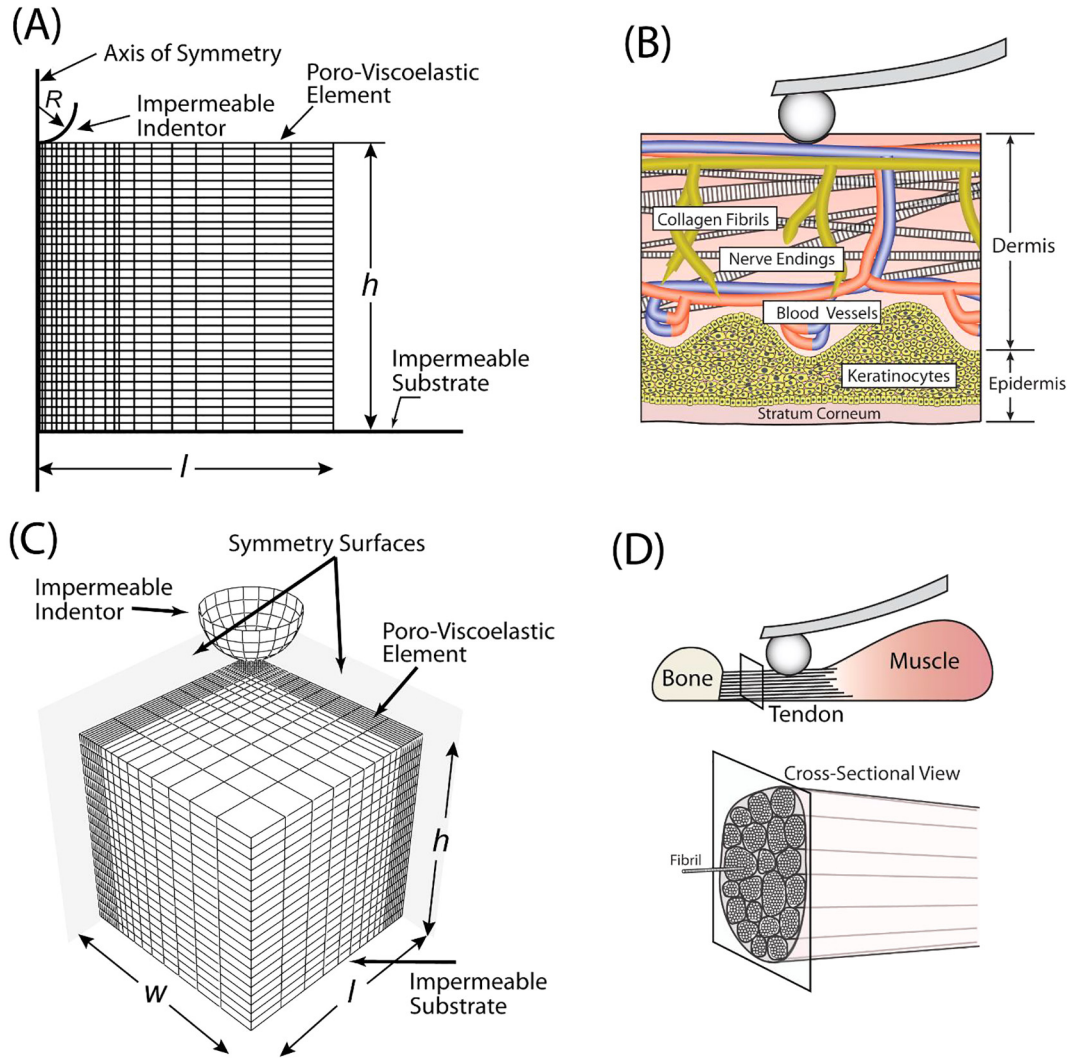 (A)
Axis of Symmetry
R
Impermeable
Indentor
Poro-Viscoelastic
Element
h
Impermeable
Substrate
l
(B)
Collagen Fibrils
Nerve Endings
Blood Vessels
Keratinocytes
Stratum Corneum
Dermis
Epidermis
(C)
Symmetry Surfaces
Impermeable
Indentor
Poro-Viscoelastic
Element
h
w
l
Impermeable
Substrate
(D)
Bone
Muscle
Tendon
Cross-Sectional View
Fibril